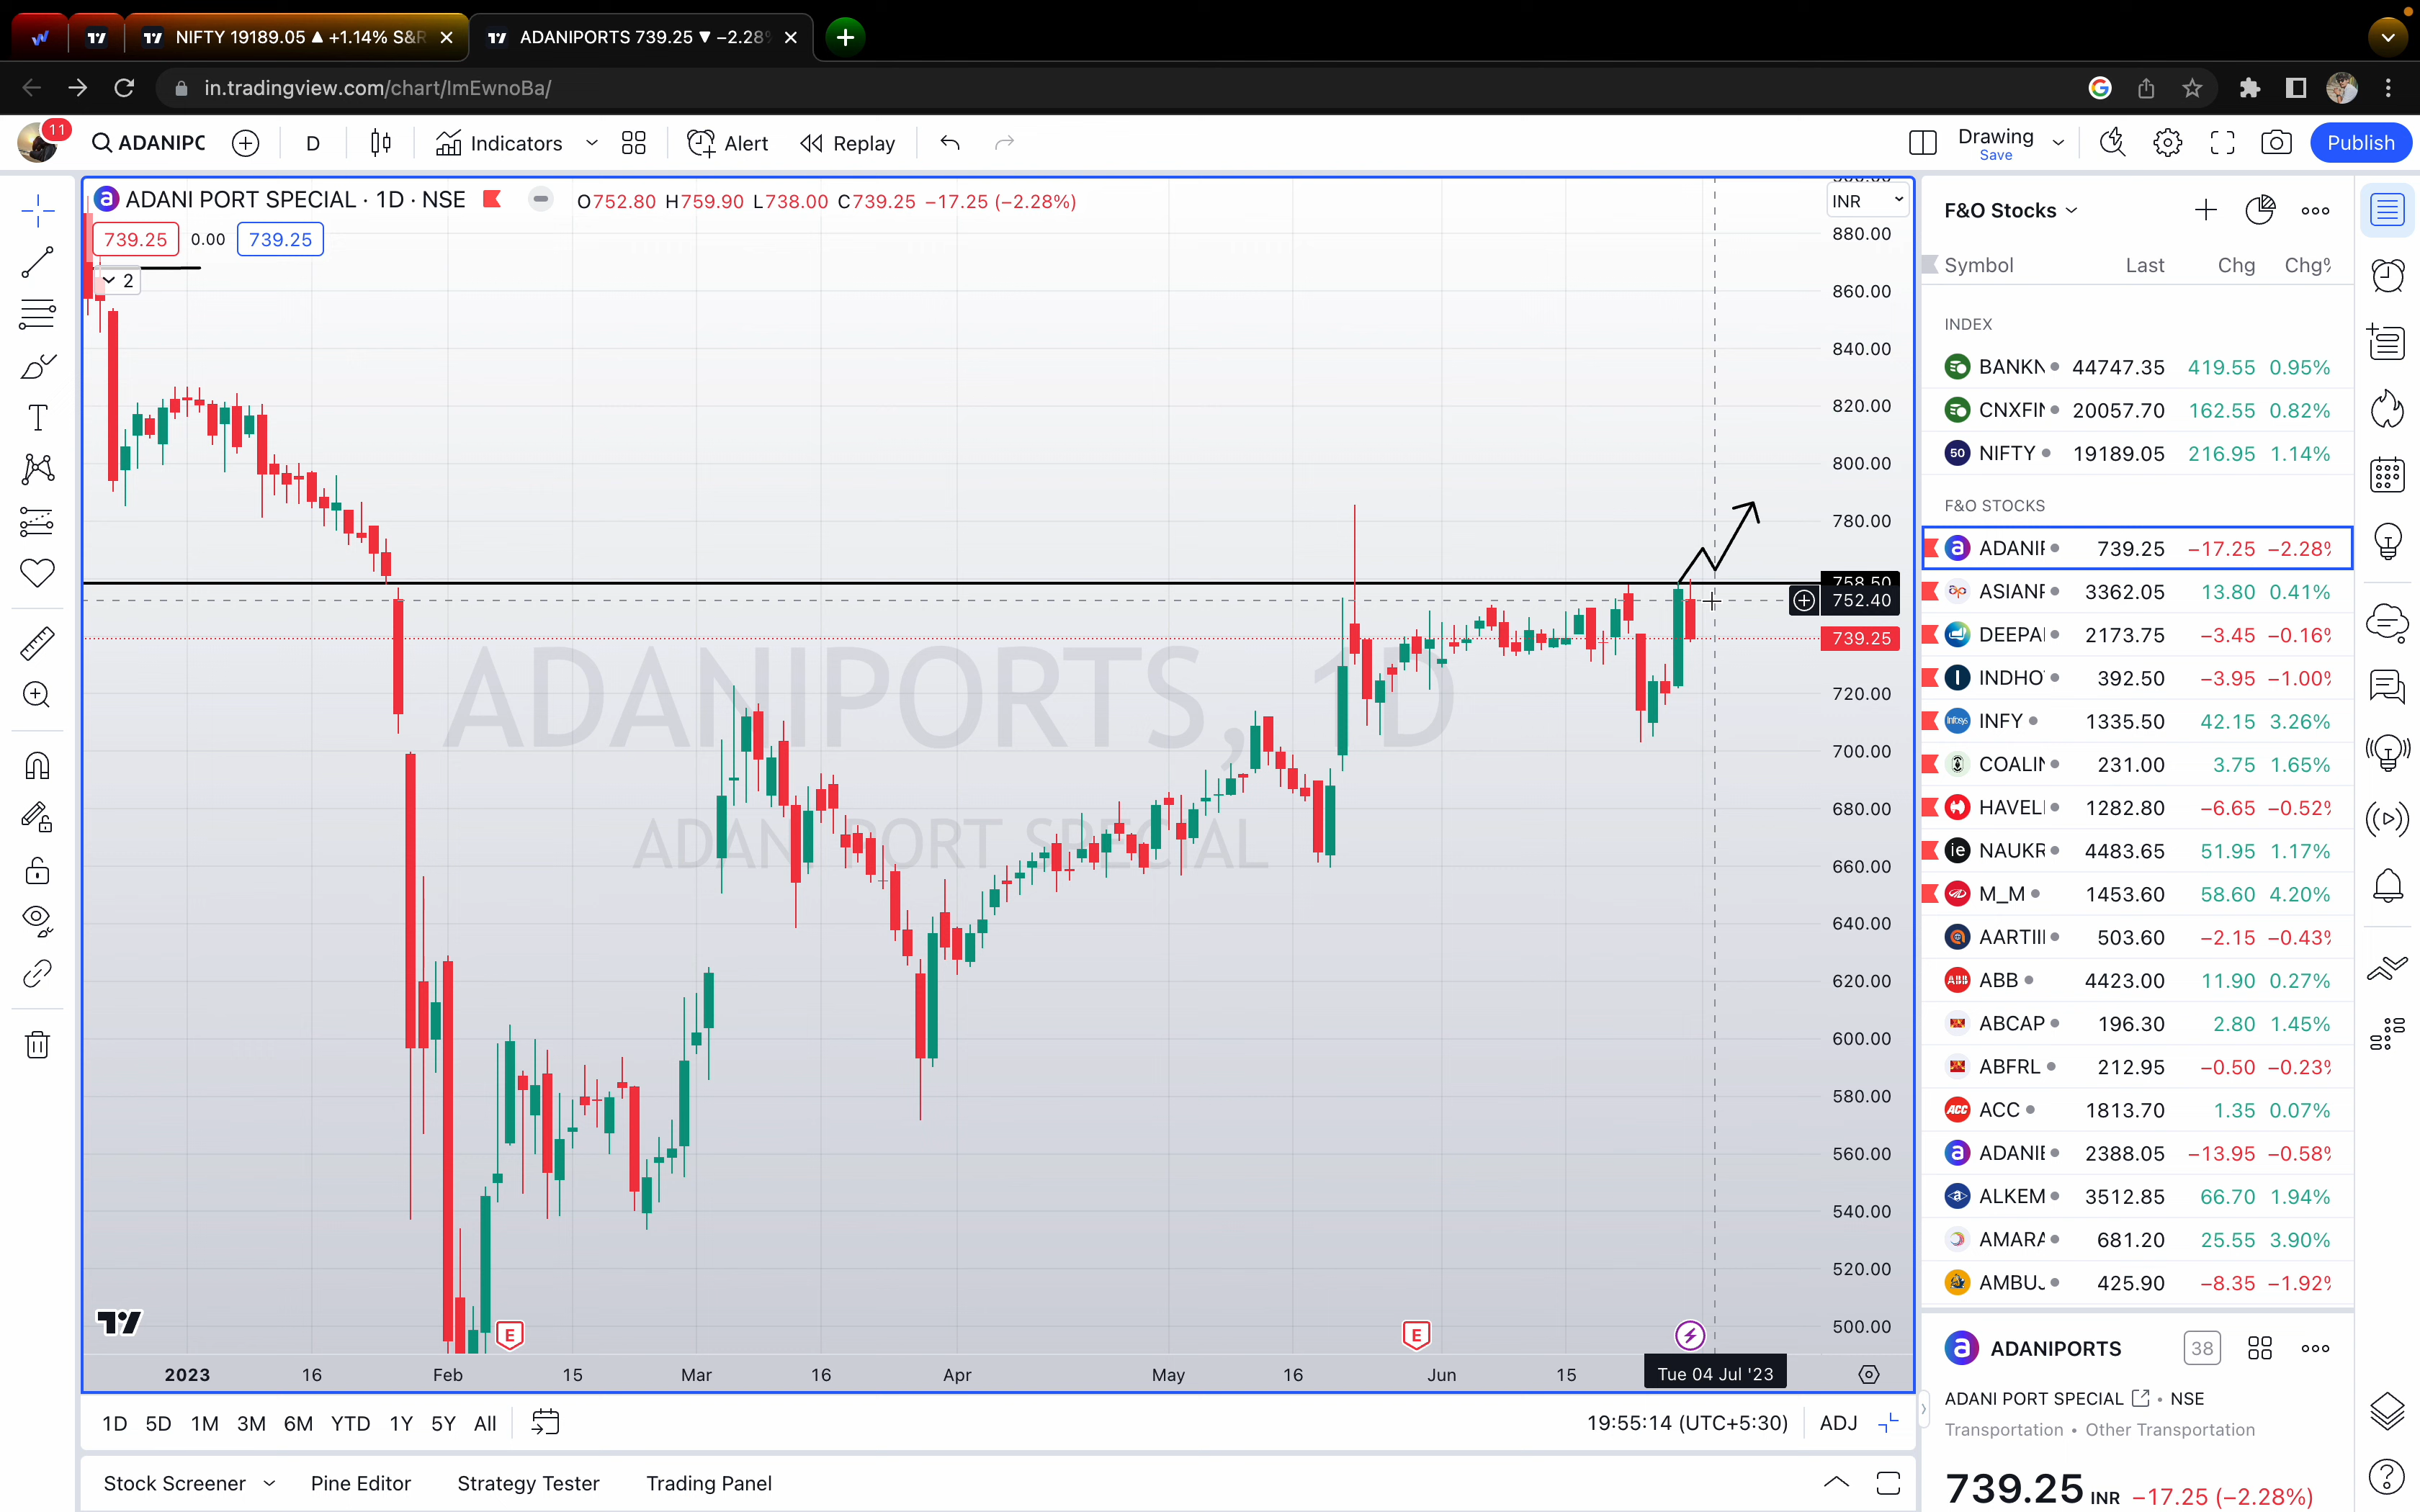 NIFTY 19189.05 ▲ +1.14% S&R
ADANIPORTS 739.25 ▼ −2.28%
in.tradingview.com/chart/ImEwnoBa/
11
ADANIPC
D
Indicators
Alert
Replay
Drawing
Save
Publish
ADANI PORT SPECIAL · 1D · NSE
O752.80 H759.90 L738.00 C739.25 −17.25 (−2.28%)
739.25 0.00 739.25
2
INR
880.00
860.00
840.00
820.00
800.00
780.00
758.50
752.40
739.25
720.00
700.00
680.00
660.00
640.00
620.00
600.00
580.00
560.00
540.00
520.00
500.00
ADANIPORTS, 1D
ADANI PORT SPECIAL
E
E
2023 16 Feb 15 Mar 16 Apr May 16 Jun 15 Tue 04 Jul '23
1D 5D 1M 3M 6M YTD 1Y 5Y All
19:55:14 (UTC+5:30) ADJ
Stock Screener Pine Editor Strategy Tester Trading Panel
F&O Stocks
Symbol Last Chg Chg%
INDEX
BANKN 44747.35 419.55 0.95%
CNXFIN 20057.70 162.55 0.82%
50 NIFTY 19189.05 216.95 1.14%
F&O STOCKS
a ADANIF 739.25 −17.25 −2.28%
ap ASIANF 3362.05 13.80 0.41%
DEEPAI 2173.75 −3.45 −0.16%
INDHO 392.50 −3.95 −1.00%
Infosys INFY 1335.50 42.15 3.26%
COALIN 231.00 3.75 1.65%
HAVELI 1282.80 −6.65 −0.52%
ie NAUKR 4483.65 51.95 1.17%
M_M 1453.60 58.60 4.20%
AARTIII 503.60 −2.15 −0.43%
ABB ABB 4423.00 11.90 0.27%
ABCAP 196.30 2.80 1.45%
ABFRL 212.95 −0.50 −0.23%
ACC ACC 1813.70 1.35 0.07%
a ADANIE 2388.05 −13.95 −0.58%
a ALKEM 3512.85 66.70 1.94%
AMARA 681.20 25.55 3.90%
AMBUJ 425.90 −8.35 −1.92%
a ADANIPORTS 38
ADANI PORT SPECIAL • NSE
Transportation • Other Transportation
739.25 INR −17.25 (−2.28%)